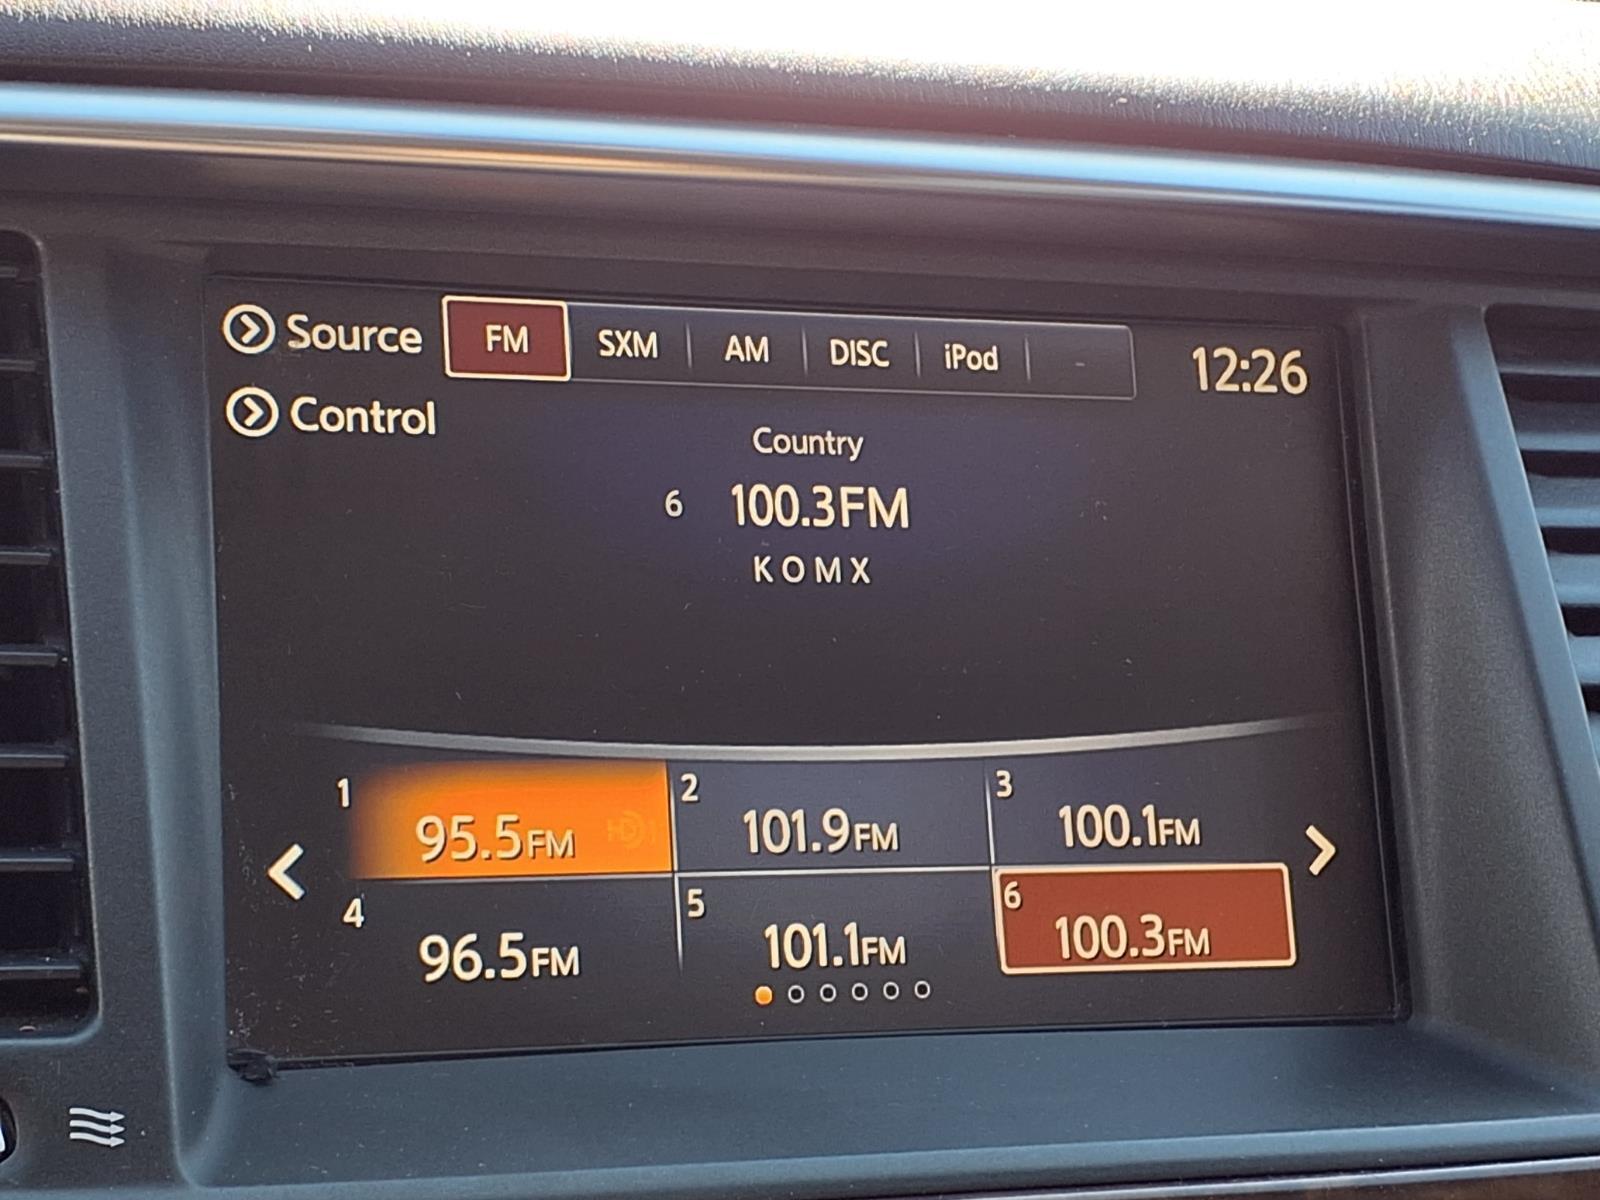 Source FM SXM AM DISC iPod - 12:26
Control
Country
6 100.3FM
KOMX
1 95.5FM HD 2 101.9FM 3 100.1FM
4 96.5FM 5 101.1FM 6 100.3FM